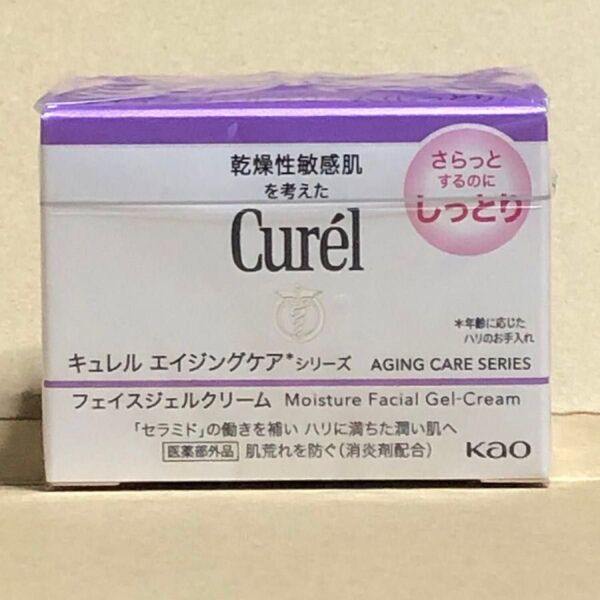 乾燥性敏感肌
を考えた
Curél
さらっと
するのに
しっとり
*年齢に応じた
ハリのお手入れ
キュレル エイジングケア*シリーズ AGING CARE SERIES
フェイスジェルクリーム Moisture Facial Gel-Cream
「セラミド」の働きを補い ハリに満ちた潤い肌へ
医薬部外品 肌荒れを防ぐ(消炎剤配合)
Kao